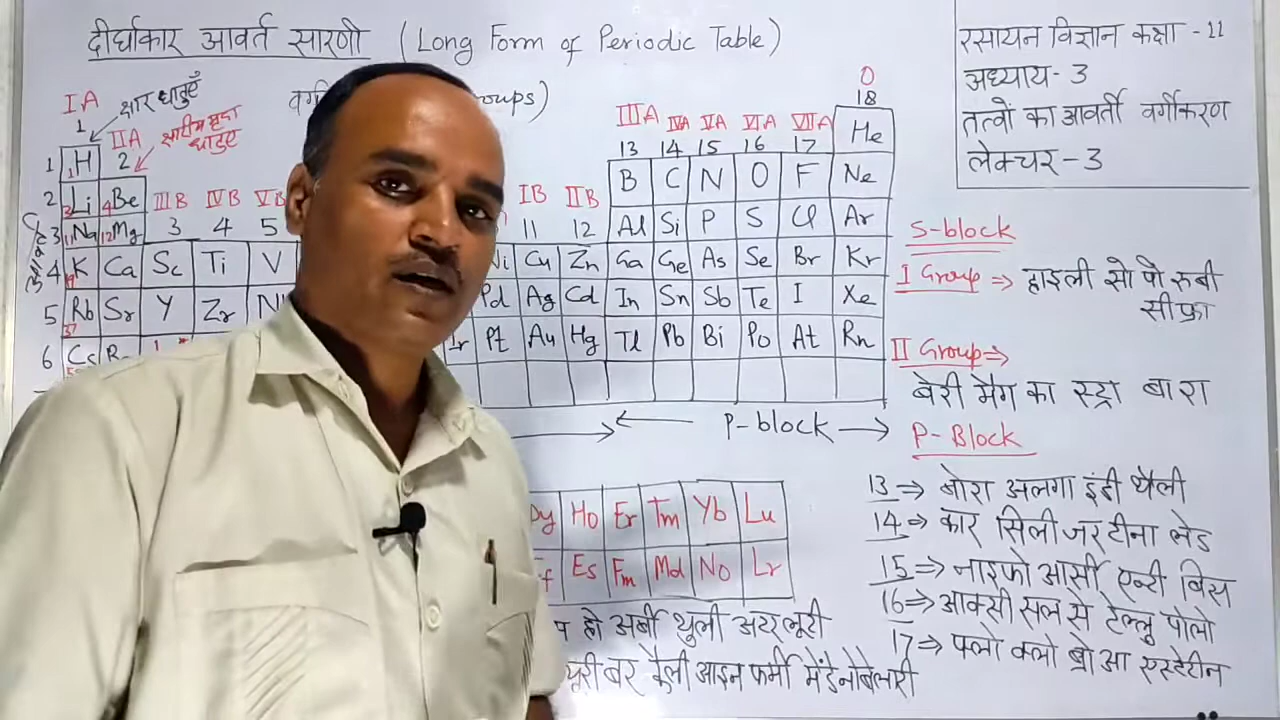 दीर्घाकार आवर्त सारणी (Long Form of Periodic Table)
रसायन विज्ञान कक्षा - 11
अध्याय - 3
तत्वों का आवर्ती वर्गीकरण
लेक्चर - 3
IA क्षार धातुएँ
1
IIA
2
IIIB IVB VB IB IIB IIIA IVA VA VIA VIIA 0
3 4 5 11 12 13 14 15 16 17 18
1 H He
2 Li Be B C N O F Ne
3 Na Mg Al Si P S Cl Ar
4 K Ca Sc Ti V Ni Cu Zn Ga Ge As Se Br Kr
5 Rb Sr Y Zr Pd Ag Cd In Sn Sb Te I Xe
6 Cs Ir Pt Au Hg Tl Pb Bi Po At Rn
← P-block →
Dy Ho Er Tm Yb Lu
Es Fm Md No Lr
हो अर्बी थुली अटरलूरी
S-block
I Group ⇒ हाइली सो पो रुबी
सीफ्रा
II Group ⇒
बेरी मैग का स्ट्रा बा रा
P-Block
13 ⇒ बोरा अलगा इंडी थैली
14 ⇒ कार सिली जर टीना लेड
15 ⇒ नाइफो आर्सी एन्टी बिस
16 ⇒ आक्सी सल से टेल्लु पोलो
17 ⇒ फ्लो क्लो ब्रो आ एस्टेटीन